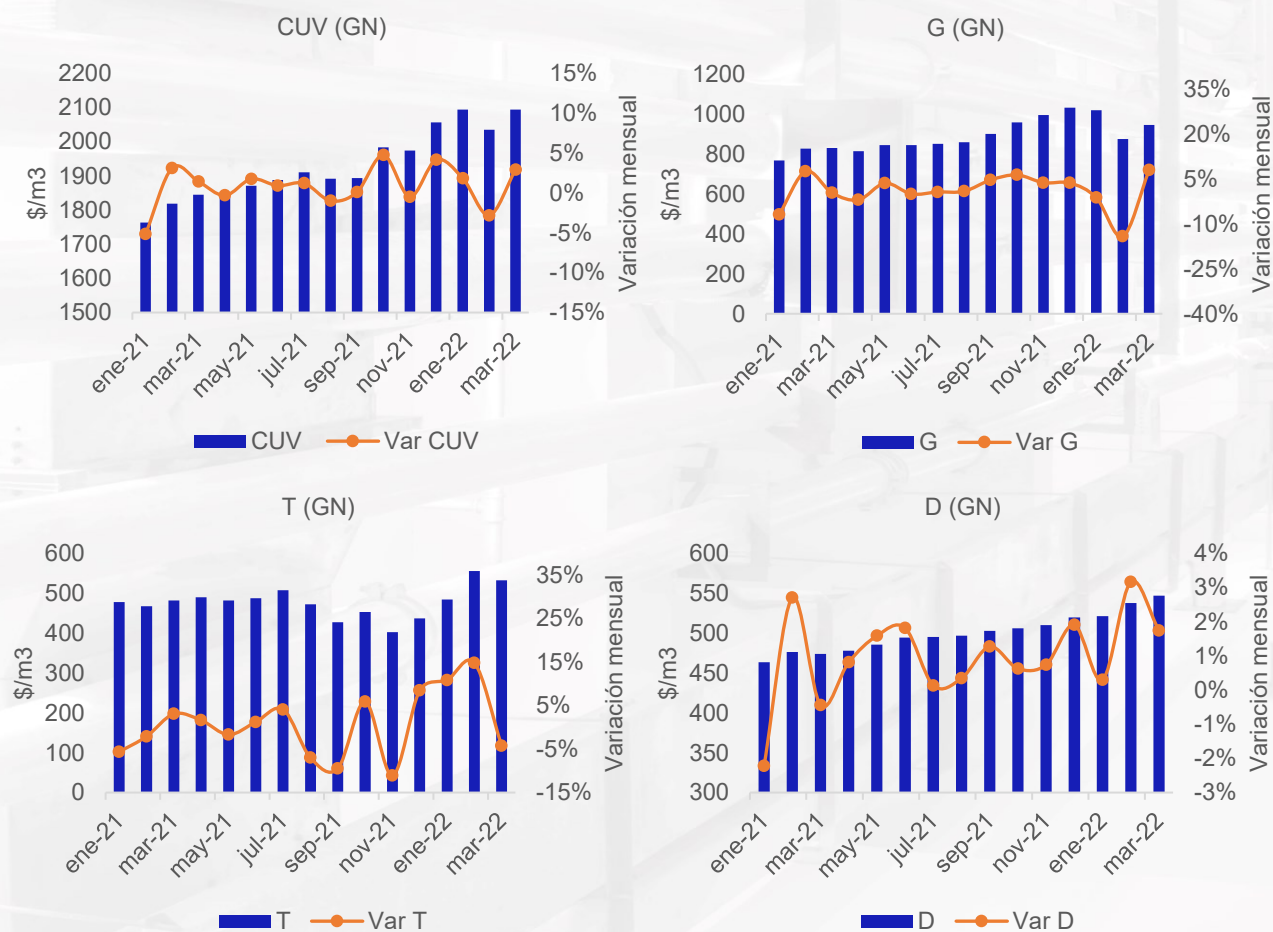 CUV (GN)
2200
2100
2000
1900
1800
1700
1600
1500
$/m3
15%
10%
5%
0%
-5%
-10%
-15%
Variación mensual
ene-21
mar-21
may-21
jul-21
sep-21
nov-21
ene-22
mar-22
CUV
Var CUV
G (GN)
1200
1000
800
600
400
200
0
$/m3
35%
20%
5%
-10%
-25%
-40%
Variación mensual
ene-21
mar-21
may-21
jul-21
sep-21
nov-21
ene-22
mar-22
G
Var G
T (GN)
600
500
400
300
200
100
0
$/m3
35%
25%
15%
5%
-5%
-15%
Variación mensual
ene-21
mar-21
may-21
jul-21
sep-21
nov-21
ene-22
mar-22
T
Var T
D (GN)
600
550
500
450
400
350
300
$/m3
4%
3%
2%
1%
0%
-1%
-2%
-3%
Variación mensual
ene-21
mar-21
may-21
jul-21
sep-21
nov-21
ene-22
mar-22
D
Var D